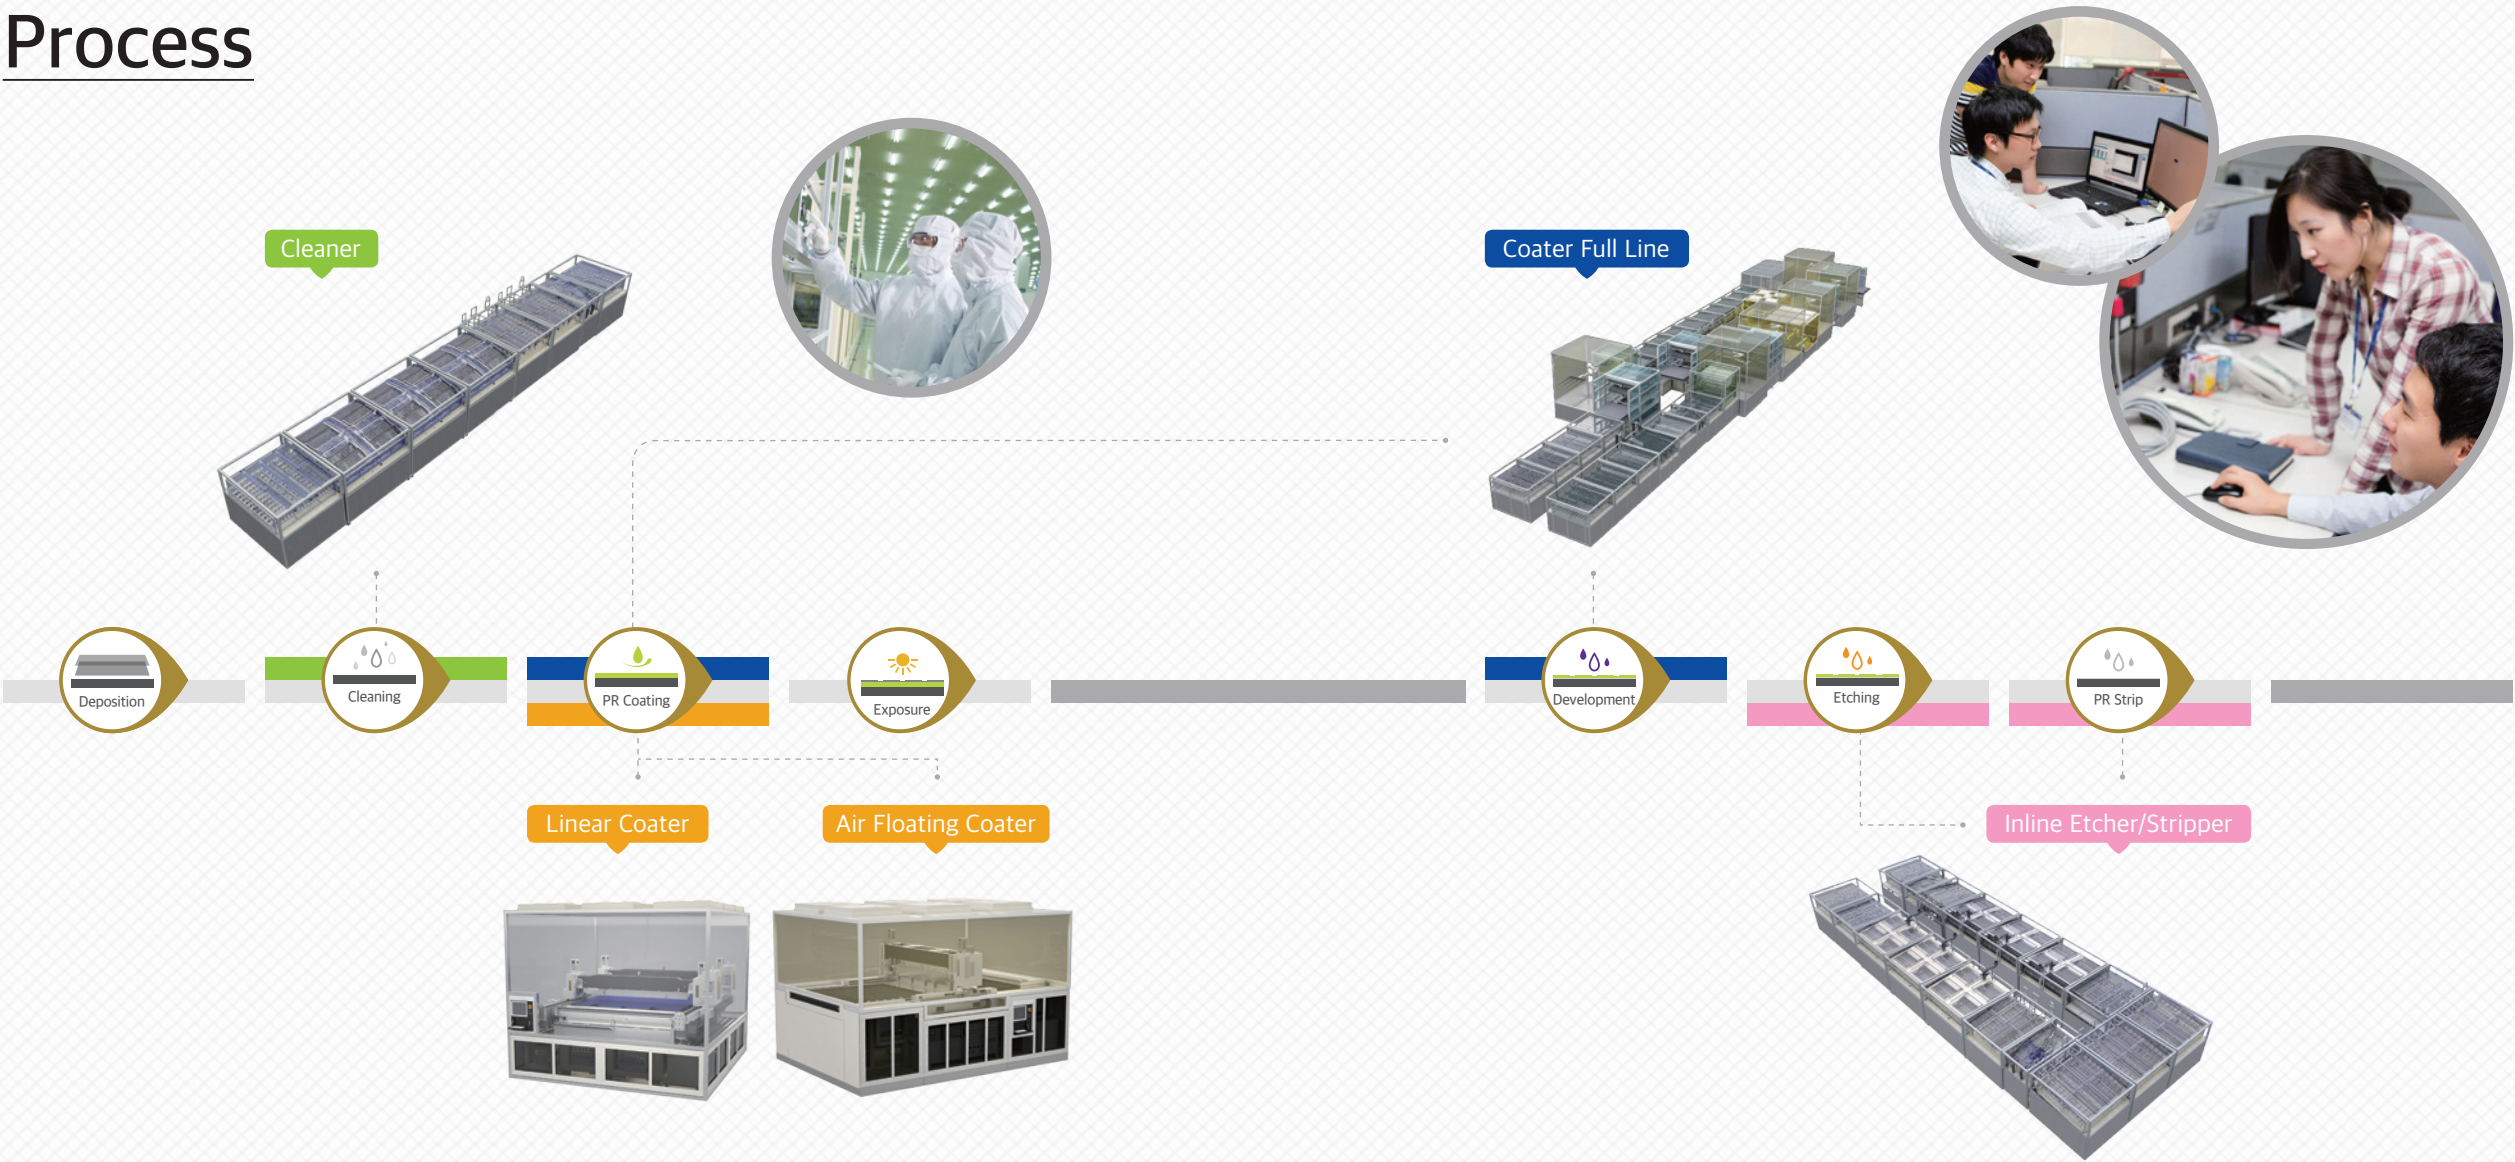 Process
Cleaner
Coater Full Line
Deposition
Cleaning
PR Coating
Exposure
Development
Etching
PR Strip
Linear Coater
Air Floating Coater
Inline Etcher/Stripper